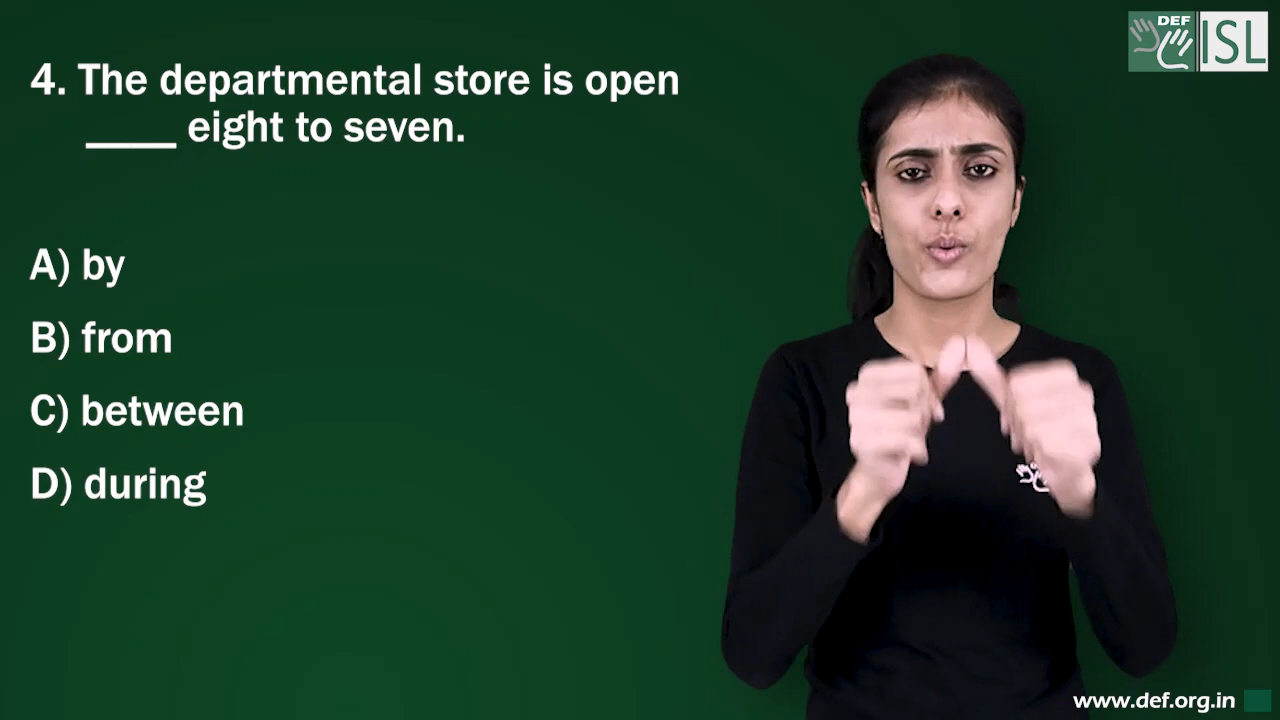 DEF
ISL
4. The departmental store is open
____ eight to seven.
A) by
B) from
C) between
D) during
www.def.org.in